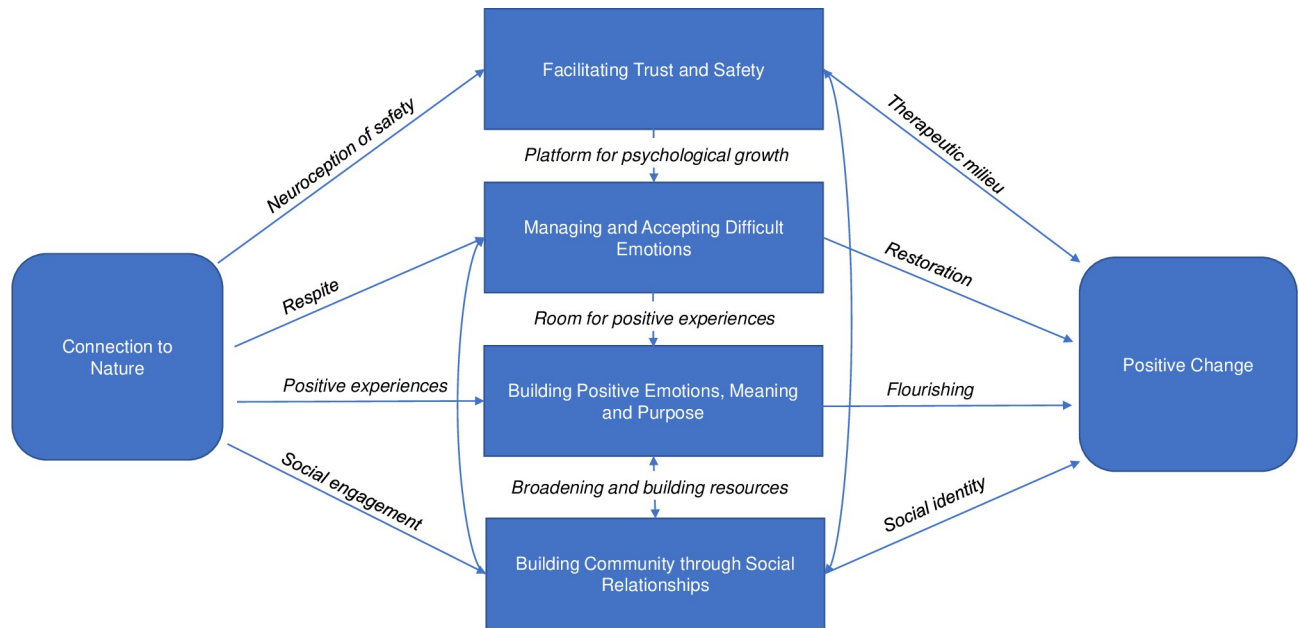 Facilitating Trust and Safety
Neuroception of safety
Therapeutic milieu
Platform for psychological growth
Managing and Accepting Difficult
Emotions
Respite
Restoration
Room for positive experiences
Connection to
Nature
Positive experiences
Building Positive Emotions, Meaning
and Purpose
Flourishing
Positive Change
Social engagement
Broadening and building resources
Social identity
Building Community through Social
Relationships